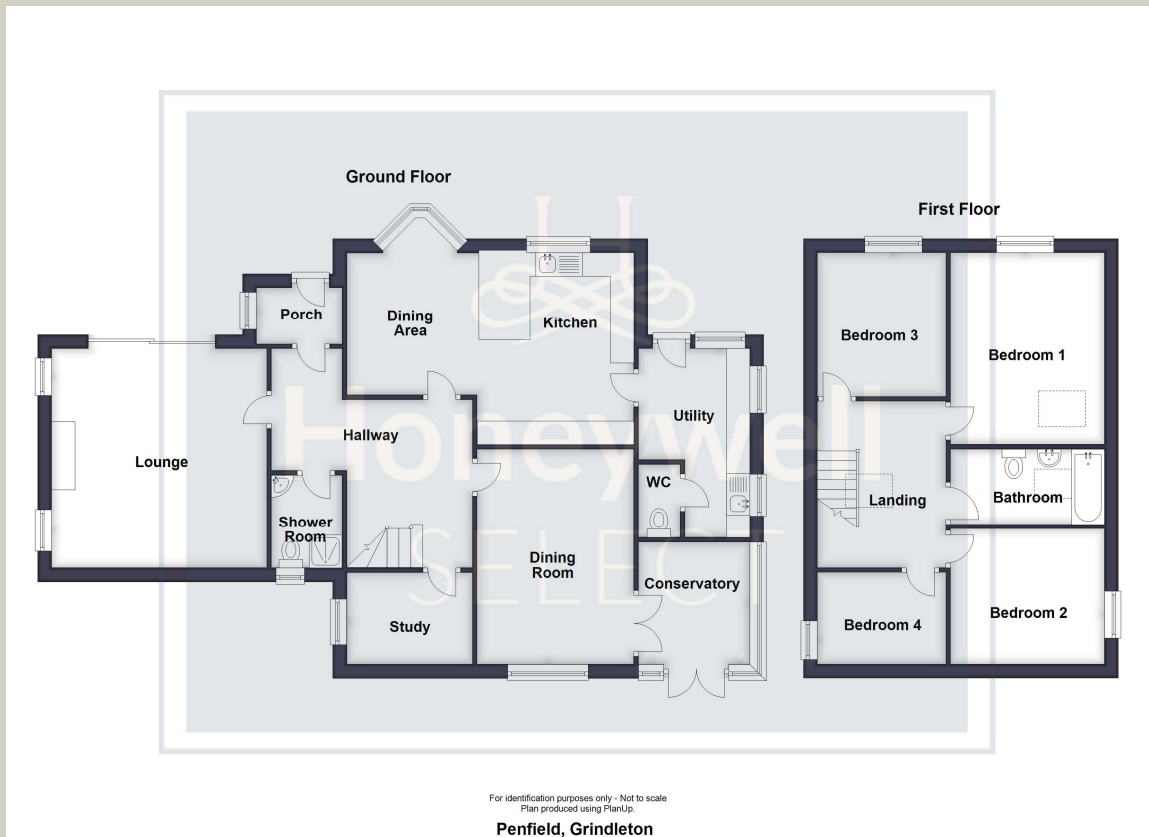 Ground Floor
First Floor
Porch
Dining
Area
Kitchen
Bedroom 3
Bedroom 1
Hallway
Utility
Lounge
WC
Shower
Room
Landing
Bathroom
Dining
Room
Conservatory
Study
Bedroom 4
Bedroom 2
Honeywell
SELECT
For identification purposes only - Not to scale
Plan produced using PlanUp.
Penfield, Grindleton